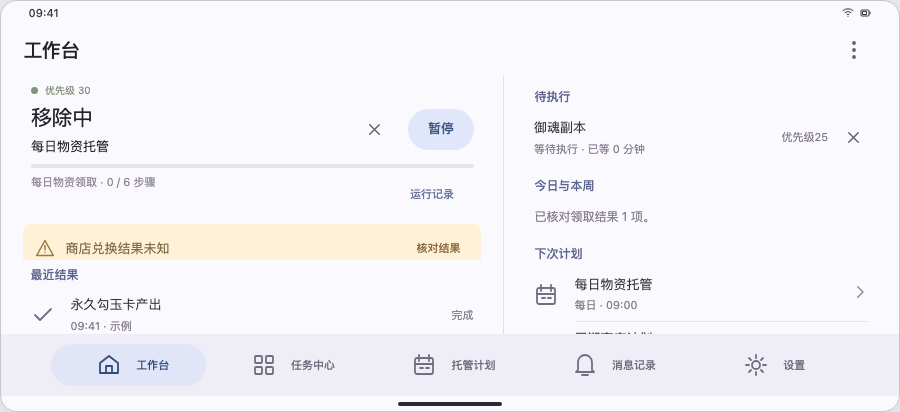 09:41
工作台
优先级 30
移除中
每日物资托管
暂停
每日物资领取 · 0 / 6 步骤
运行记录
商店兑换结果未知
核对结果
最近结果
永久勾玉卡产出
09:41 · 示例
完成
待执行
御魂副本
等待执行 · 已等 0 分钟
优先级25
今日与本周
已核对领取结果 1 项。
下次计划
每日物资托管
每日 · 09:00
工作台
任务中心
托管计划
消息记录
设置